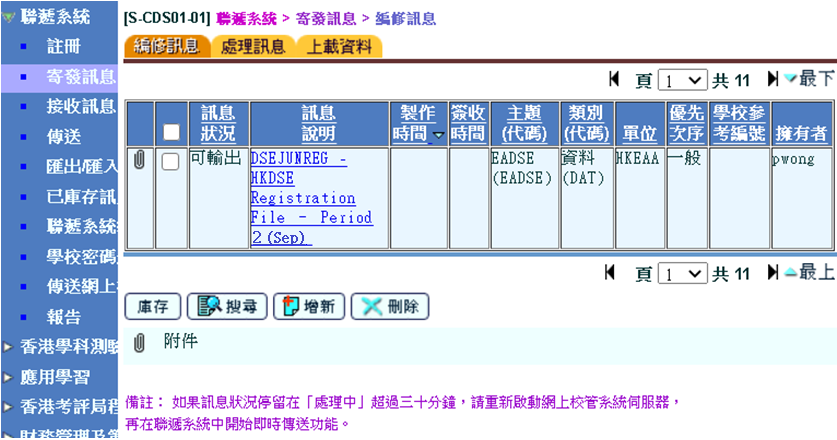 聯遞系統
註冊
寄發訊息
接收訊息
傳送
匯出/匯入
已庫存訊
聯遞系統
學校密碼
傳送網上
報告
香港學科測驗
應用學習
香港考評局程
財務管理及策
[S-CDS01-01] 聯遞系統 > 寄發訊息 > 編修訊息
編修訊息 處理訊息 上載資料
頁 1 共 11 最下
訊息狀況 訊息說明 製作時間 簽收時間 主題(代碼) 類別(代碼) 單位 優先次序 學校參考編號 擁有者
可輸出 DSEJUNREG - EADSE 資料 HKEAA 一般 pwong
HKDSE (EADSE) (DAT)
Registration
File - Period
2(Sep)
頁 1 共 11 最上
庫存 搜尋 增新 刪除
附件
備註： 如果訊息狀況停留在「處理中」超過三十分鐘，請重新啟動網上校管系統伺服器，
再在聯遞系統中開始即時傳送功能。